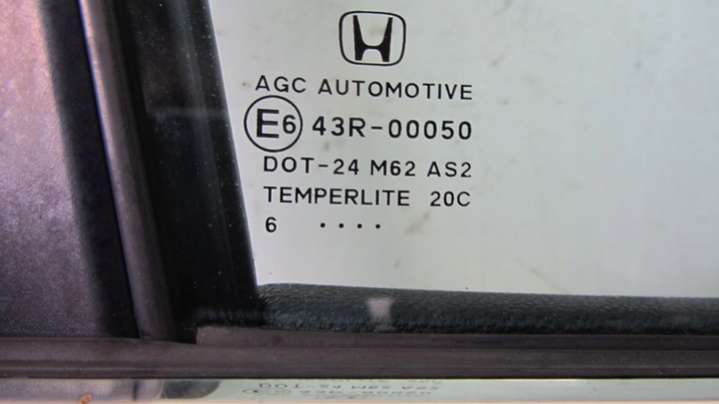 AGC AUTOMOTIVE
E6 43R-00050
DOT-24 M62 AS2
TEMPERLITE 20C
6 ····